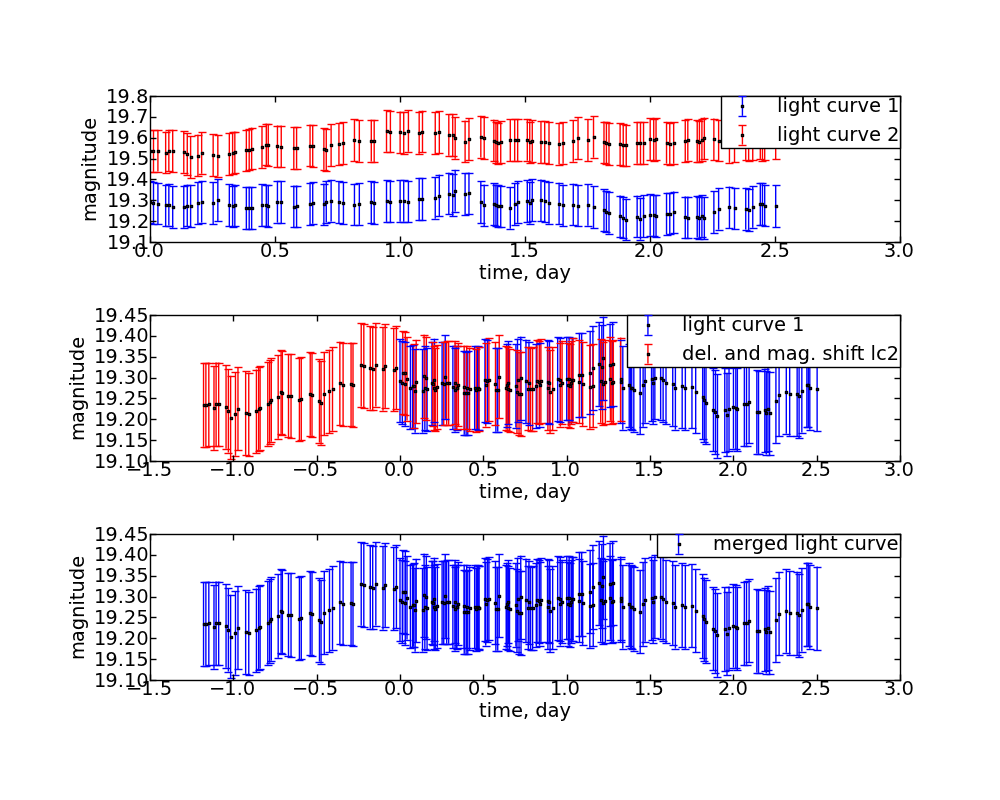 19.8
19.7
19.6
19.5
19.4
19.3
19.2
19.1
magnitude
light curve 1
light curve 2
0.0 0.5 1.0 1.5 2.0 2.5 3.0
time, day
19.45
19.40
19.35
19.30
19.25
19.20
19.15
19.10
magnitude
light curve 1
del. and mag. shift lc2
−1.5 −1.0 −0.5 0.0 0.5 1.0 1.5 2.0 2.5 3.0
time, day
19.45
19.40
19.35
19.30
19.25
19.20
19.15
19.10
magnitude
merged light curve
−1.5 −1.0 −0.5 0.0 0.5 1.0 1.5 2.0 2.5 3.0
time, day